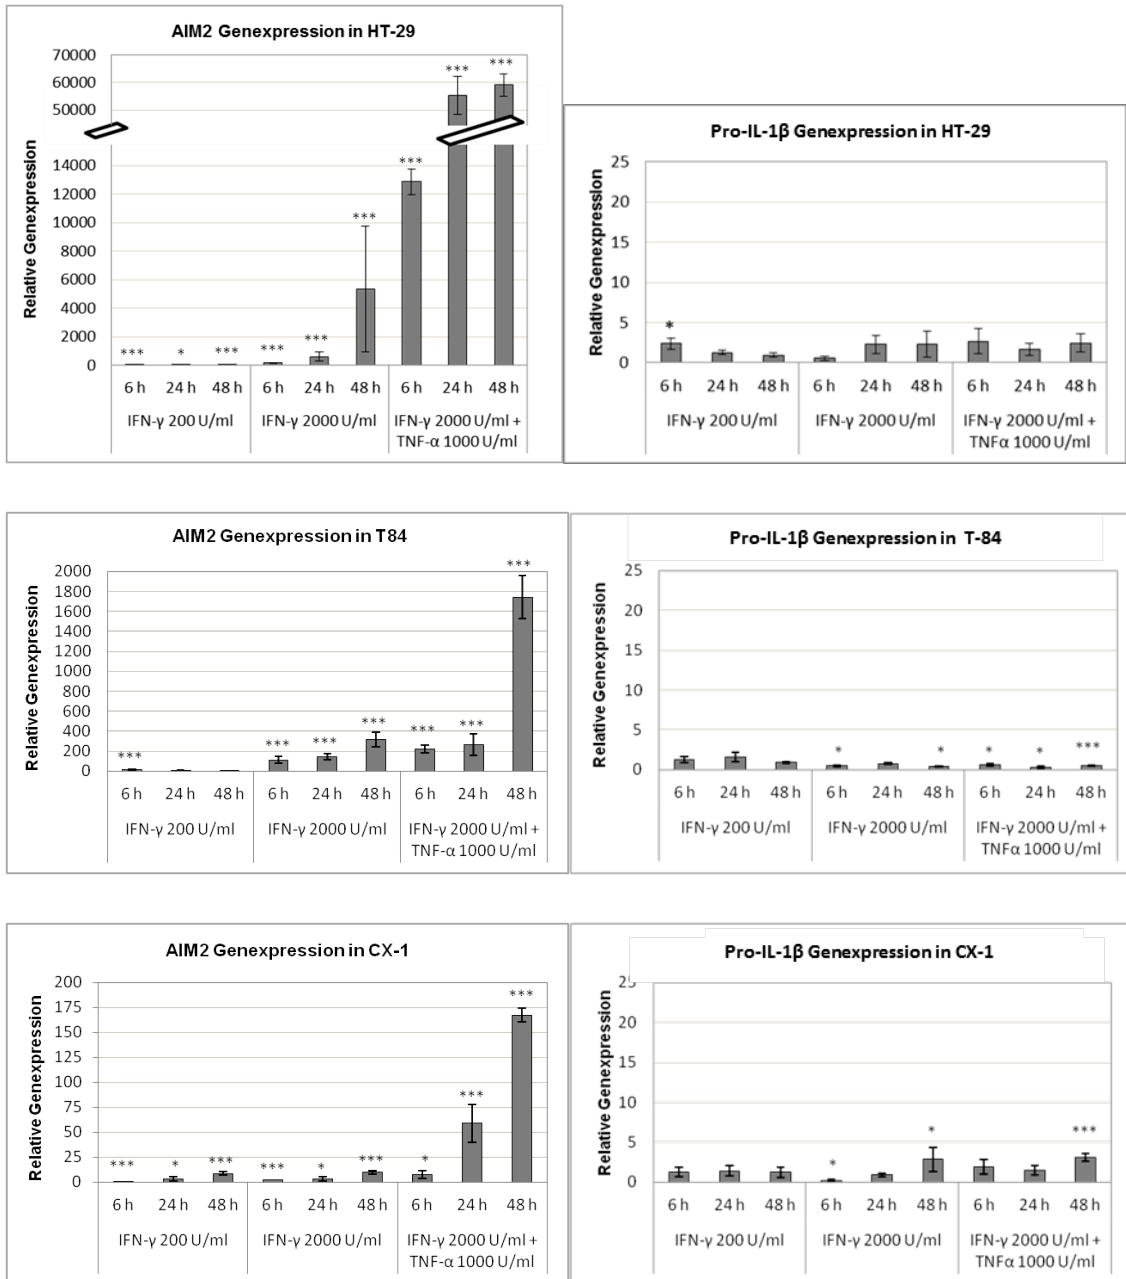 AIM2 Genexpression in HT-29
Relative Genexpression
70000
60000
50000
14000
12000
10000
8000
6000
4000
2000
0
*** * *** *** *** *** *** *** ***
6 h 24 h 48 h 6 h 24 h 48 h 6 h 24 h 48 h
IFN-γ 200 U/ml IFN-γ 2000 U/ml IFN-γ 2000 U/ml +
TNF-α 1000 U/ml
Pro-IL-1β Genexpression in HT-29
Relative Genexpression
25
20
15
10
5
0
*
6 h 24 h 48 h 6 h 24 h 48 h 6 h 24 h 48 h
IFN-γ 200 U/ml IFN-γ 2000 U/ml IFN-γ 2000 U/ml +
TNFα 1000 U/ml
AIM2 Genexpression in T84
Relative Genexpression
2000
1800
1600
1400
1200
1000
800
600
400
200
0
*** *** *** *** *** *** ***
6 h 24 h 48 h 6 h 24 h 48 h 6 h 24 h 48 h
IFN-γ 200 U/ml IFN-γ 2000 U/ml IFN-γ 2000 U/ml +
TNF-α 1000 U/ml
Pro-IL-1β Genexpression in T-84
Relative Genexpression
25
20
15
10
5
0
* * * * ***
6 h 24 h 48 h 6 h 24 h 48 h 6 h 24 h 48 h
IFN-γ 200 U/ml IFN-γ 2000 U/ml IFN-γ 2000 U/ml +
TNFα 1000 U/ml
AIM2 Genexpression in CX-1
Relative Genexpression
200
175
150
125
100
75
50
25
0
*** * *** *** * *** * *** ***
6 h 24 h 48 h 6 h 24 h 48 h 6 h 24 h 48 h
IFN-γ 200 U/ml IFN-γ 2000 U/ml IFN-γ 2000 U/ml +
TNF-α 1000 U/ml
Pro-IL-1β Genexpression in CX-1
Relative Genexpression
25
20
15
10
5
0
* * ***
6 h 24 h 48 h 6 h 24 h 48 h 6 h 24 h 48 h
IFN-γ 200 U/ml IFN-γ 2000 U/ml IFN-γ 2000 U/ml +
TNFα 1000 U/ml